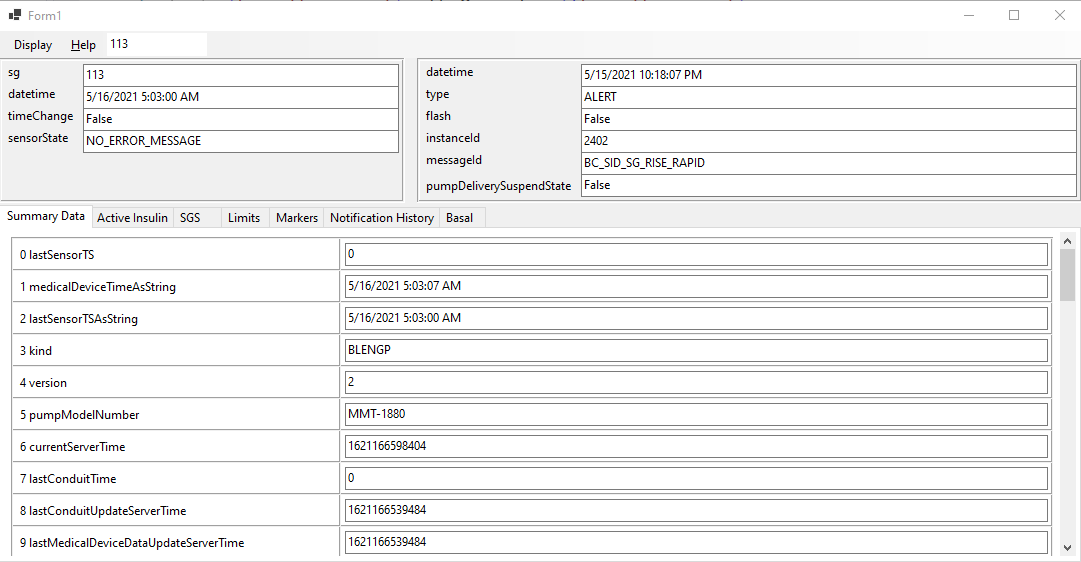 Form1
Display Help 113
sg 113
datetime 5/16/2021 5:03:00 AM
timeChange False
sensorState NO_ERROR_MESSAGE
datetime 5/15/2021 10:18:07 PM
type ALERT
flash False
instanceId 2402
messageId BC_SID_SG_RISE_RAPID
pumpDeliverySuspendState False
Summary Data Active Insulin SGS Limits Markers Notification History Basal
0 lastSensorTS 0
1 medicalDeviceTimeAsString 5/16/2021 5:03:07 AM
2 lastSensorTSAsString 5/16/2021 5:03:00 AM
3 kind BLENGP
4 version 2
5 pumpModelNumber MMT-1880
6 currentServerTime 1621166598404
7 lastConduitTime 0
8 lastConduitUpdateServerTime 1621166539484
9 lastMedicalDeviceDataUpdateServerTime 1621166539484